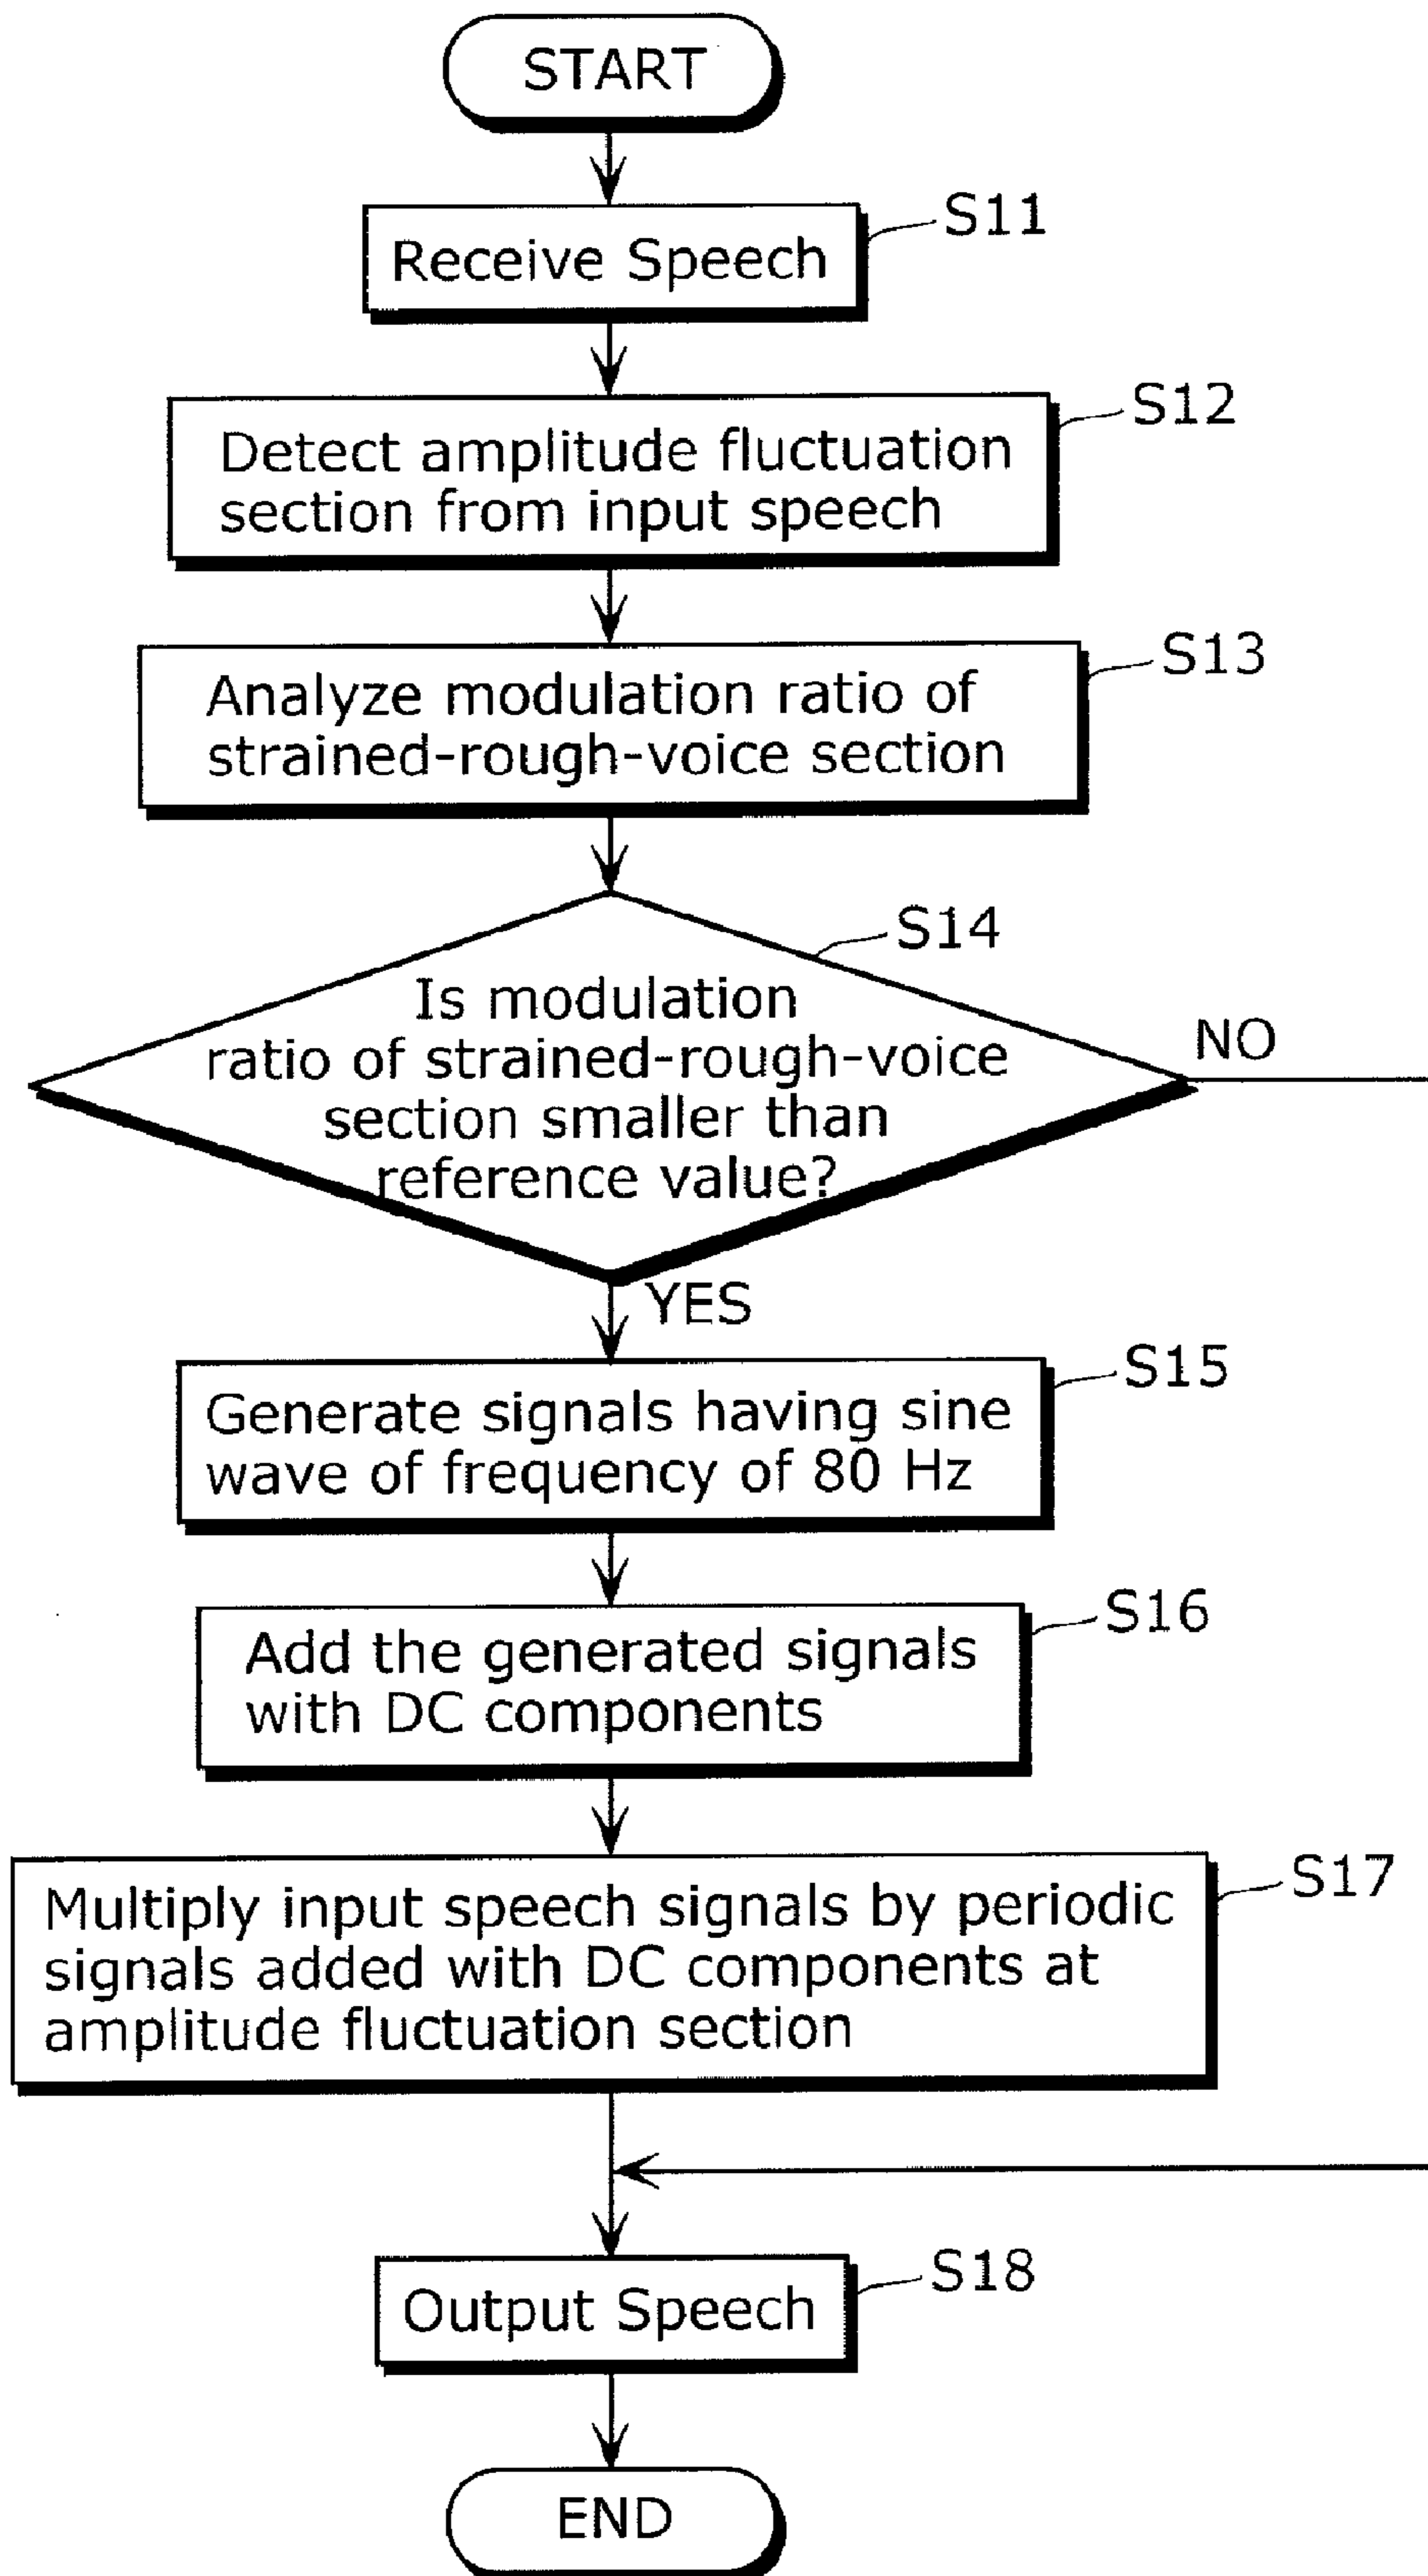 START
S11
Receive Speech
S12
Detect amplitude fluctuation
section from input speech
S13
Analyze modulation ratio of
strained-rough-voice section
S14
Is modulation
ratio of strained-rough-voice
section smaller than
reference value?
NO
YES
S15
Generate signals having sine
wave of frequency of 80 Hz
S16
Add the generated signals
with DC components
S17
Multiply input speech signals by periodic
signals added with DC components at
amplitude fluctuation section
S18
Output Speech
END